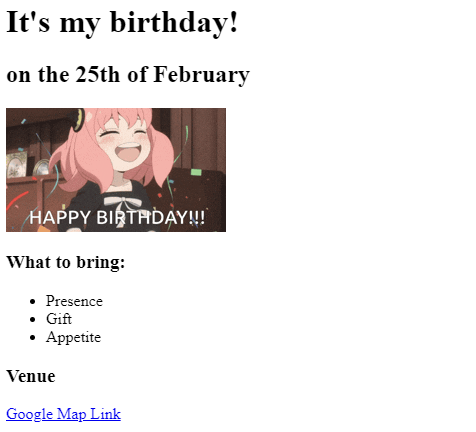 It's my birthday!
on the 25th of February
HAPPY BIRTHDAY!!!
What to bring:
Presence
Gift
Appetite
Venue
Google Map Link